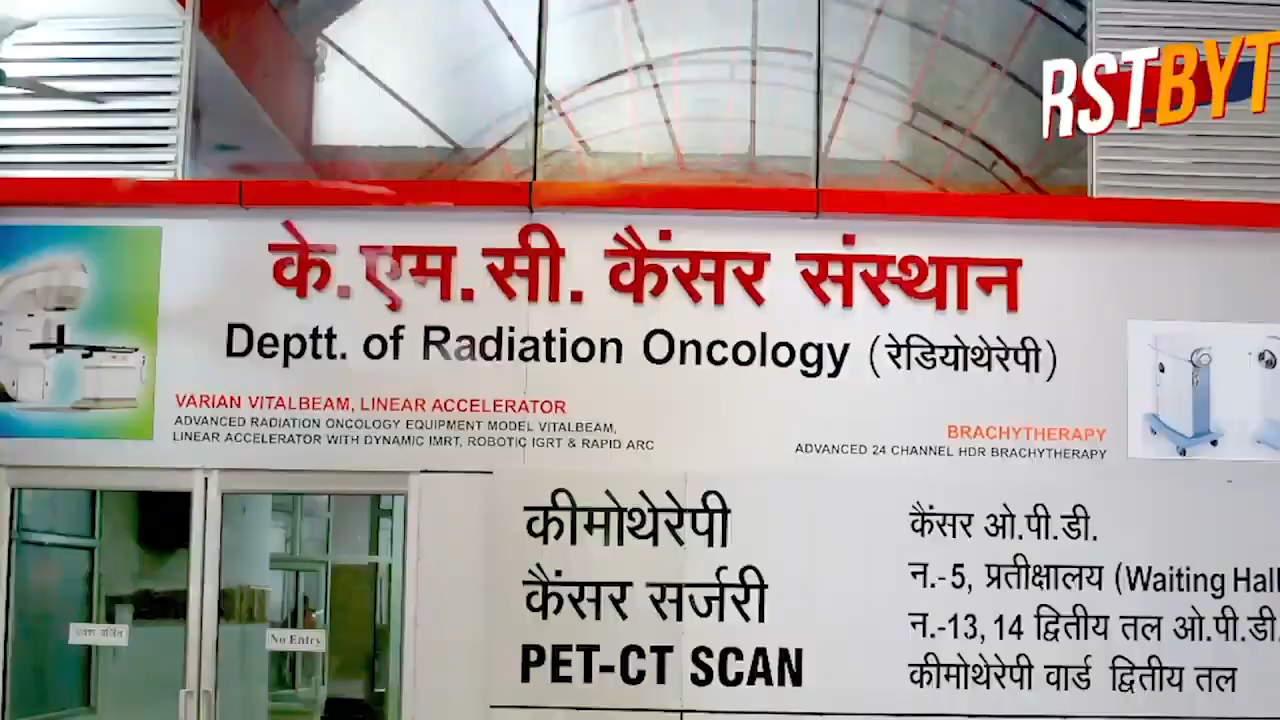 RSTBYT
के.एम.सी. कैंसर संस्थान
Deptt. of Radiation Oncology (रेडियोथेरेपी)
VARIAN VITALBEAM, LINEAR ACCELERATOR
ADVANCED RADIATION ONCOLOGY EQUIPMENT MODEL VITALBEAM,
LINEAR ACCELERATOR WITH DYNAMIC IMRT, ROBOTIC IGRT & RAPID ARC
BRACHYTHERAPY
ADVANCED 24 CHANNEL HDR BRACHYTHERAPY
कीमोथेरेपी
कैंसर सर्जरी
PET-CT SCAN
कैंसर ओ.पी.डी.
न.-5, प्रतीक्षालय (Waiting Hall
न.-13, 14 द्वितीय तल ओ.पी.डी.
कीमोथेरेपी वार्ड द्वितीय तल
प्रवेश वर्जित
No Entry